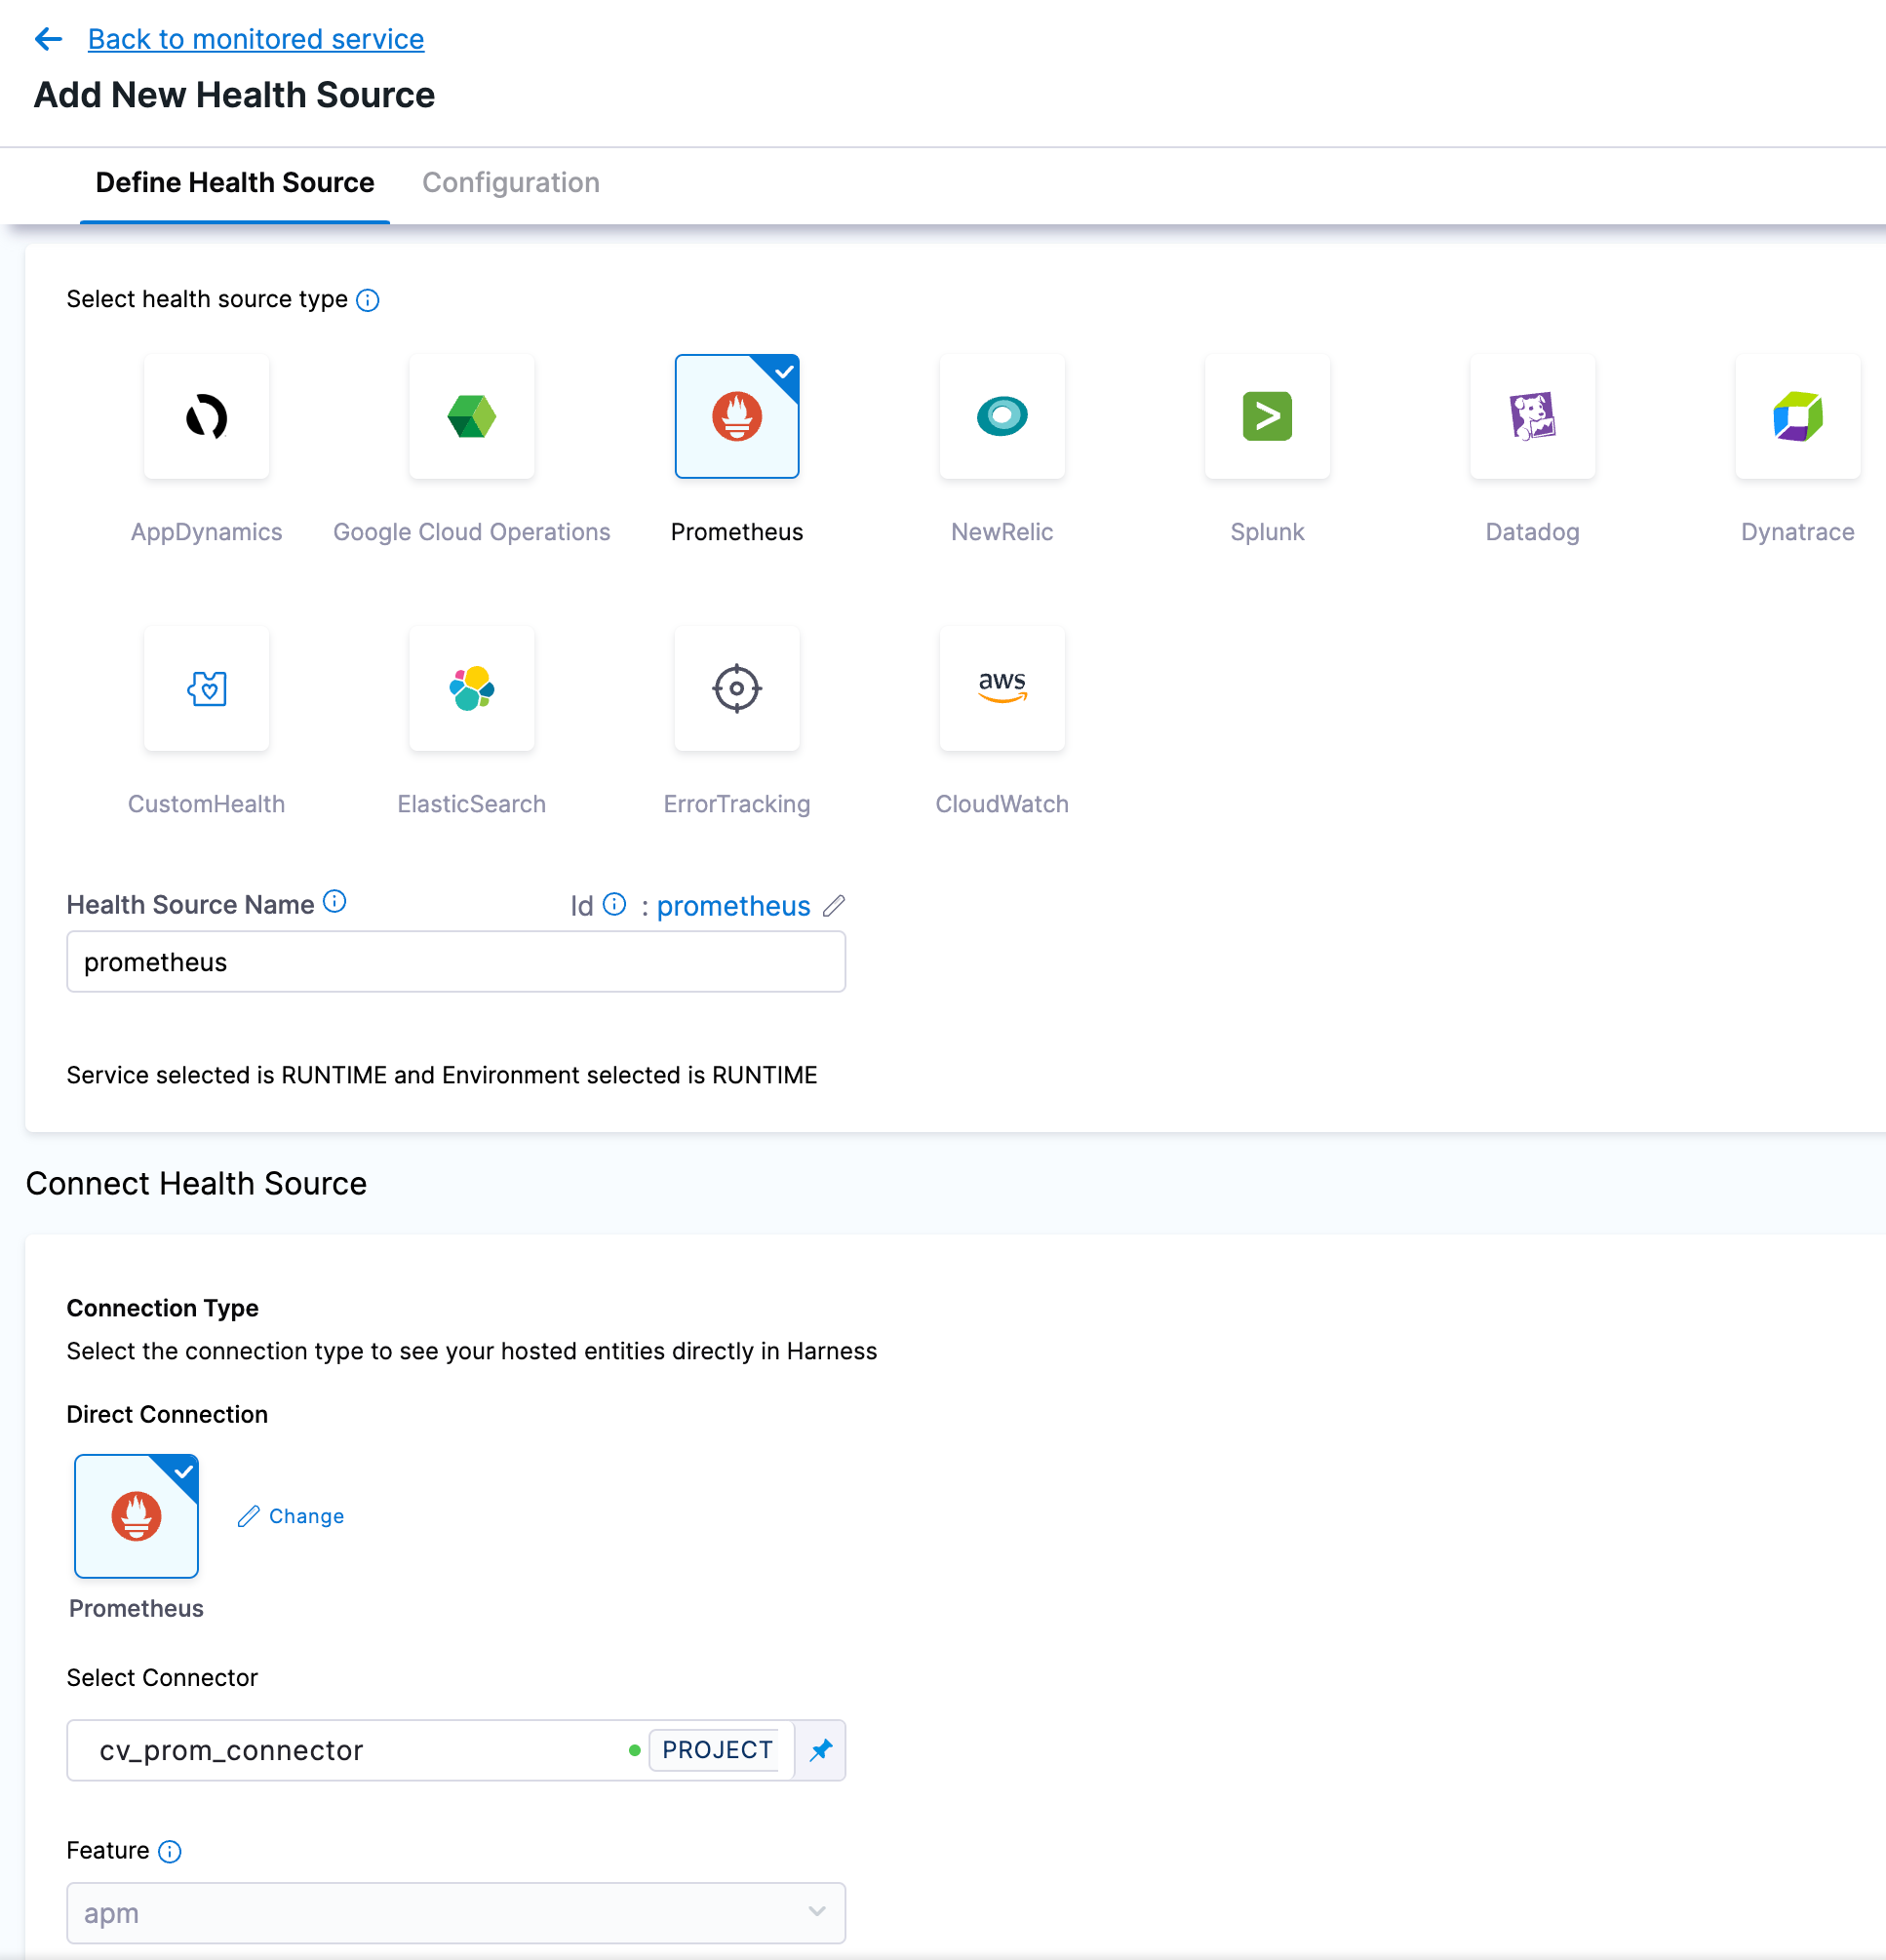 Back to monitored service
Add New Health Source
Define Health Source Configuration
Select health source type
AppDynamics Google Cloud Operations Prometheus NewRelic Splunk Datadog Dynatrace
aws
CustomHealth ElasticSearch ErrorTracking CloudWatch
Health Source Name Id : prometheus
prometheus
Service selected is RUNTIME and Environment selected is RUNTIME
Connect Health Source
Connection Type
Select the connection type to see your hosted entities directly in Harness
Direct Connection
Change
Prometheus
Select Connector
cv_prom_connector PROJECT
Feature
apm